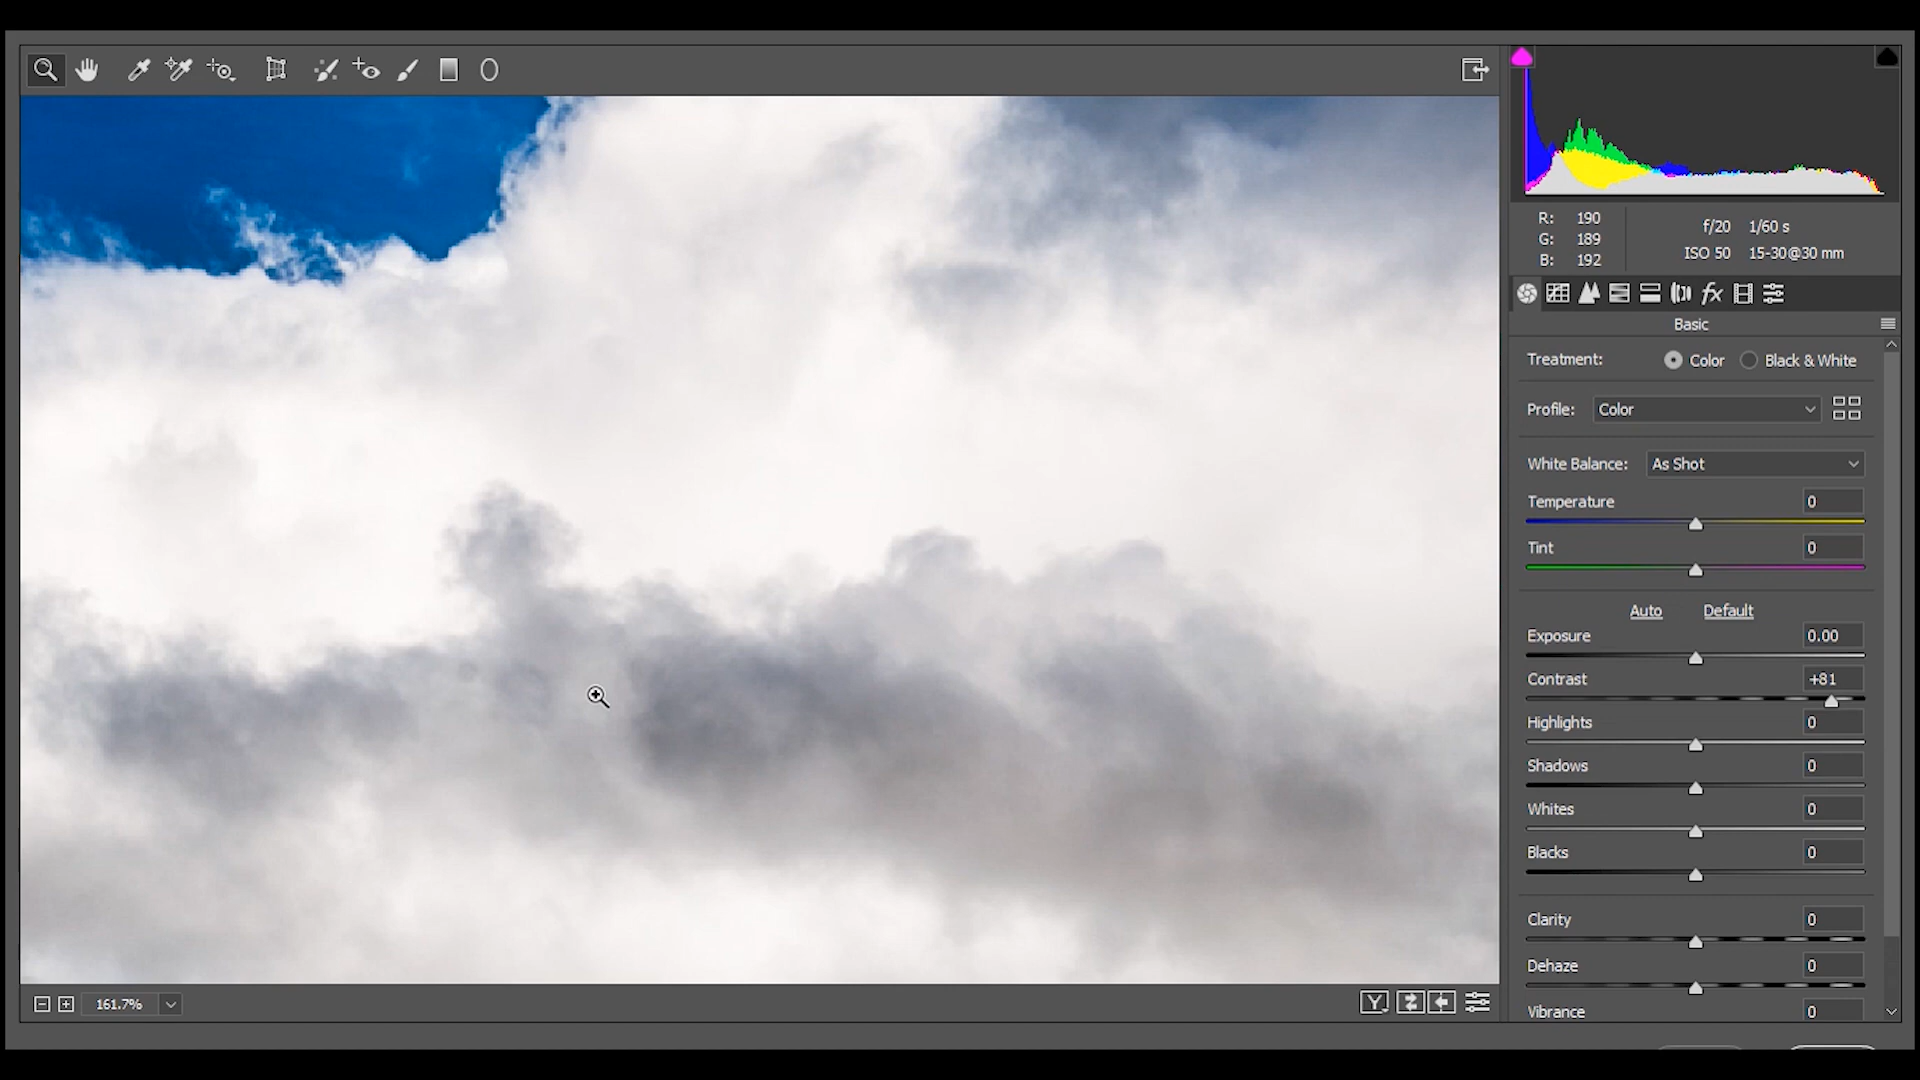 R: 190
G: 189
B: 192
f/20 1/60 s
ISO 50 15-30@30 mm
fx
Basic
Treatment: Color Black & White
Profile: Color
White Balance: As Shot
Temperature 0
Tint 0
Auto Default
Exposure 0.00
Contrast +81
Highlights 0
Shadows 0
Whites 0
Blacks 0
Clarity 0
Dehaze 0
Vibrance 0
161.7% Y